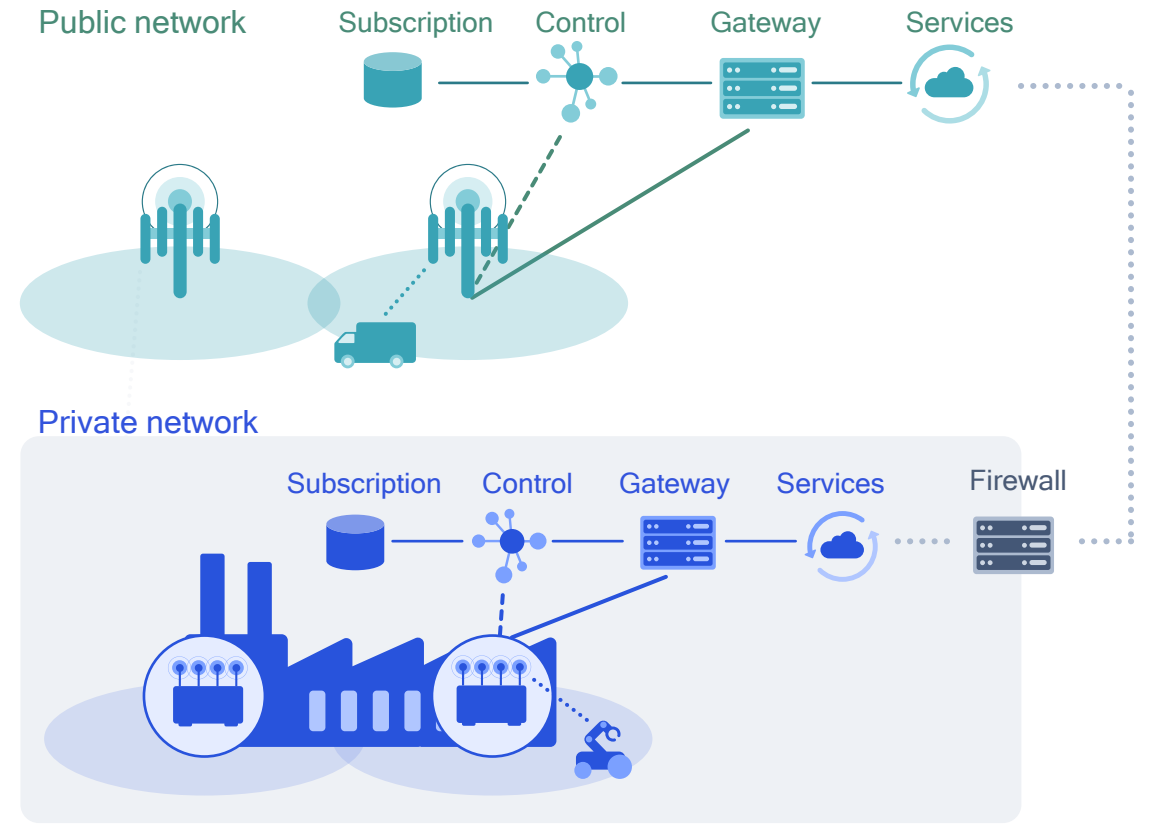 Public network
Subscription
Control
Gateway
Services
Private network
Subscription
Control
Gateway
Services
Firewall